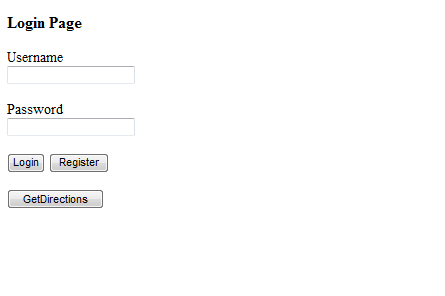 Login Page
Username
Password
Login Register
GetDirections